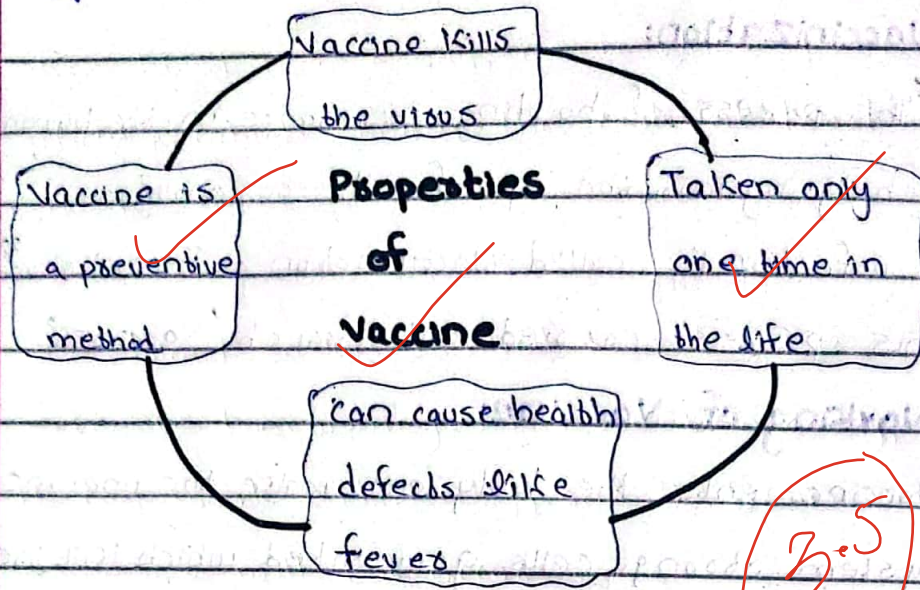 Vaccine kills
the virus
Vaccine is
a preventive
method
Properties
of
Vaccine
Taken only
one time in
the life
can cause health
defects like
fever
3.5